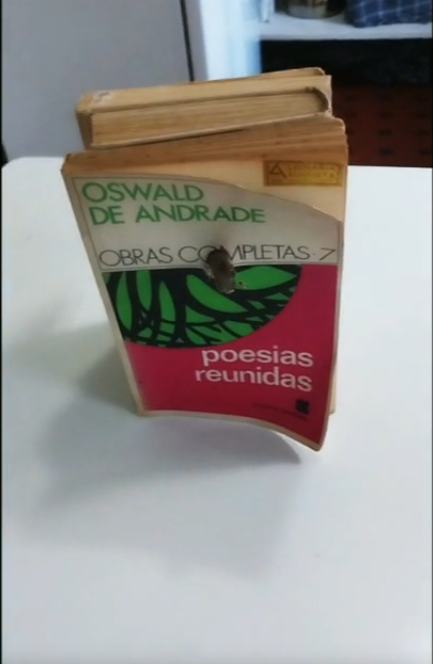 OSWALD
DE ANDRADE
OBRAS COMPLETAS·7
poesias
reunidas